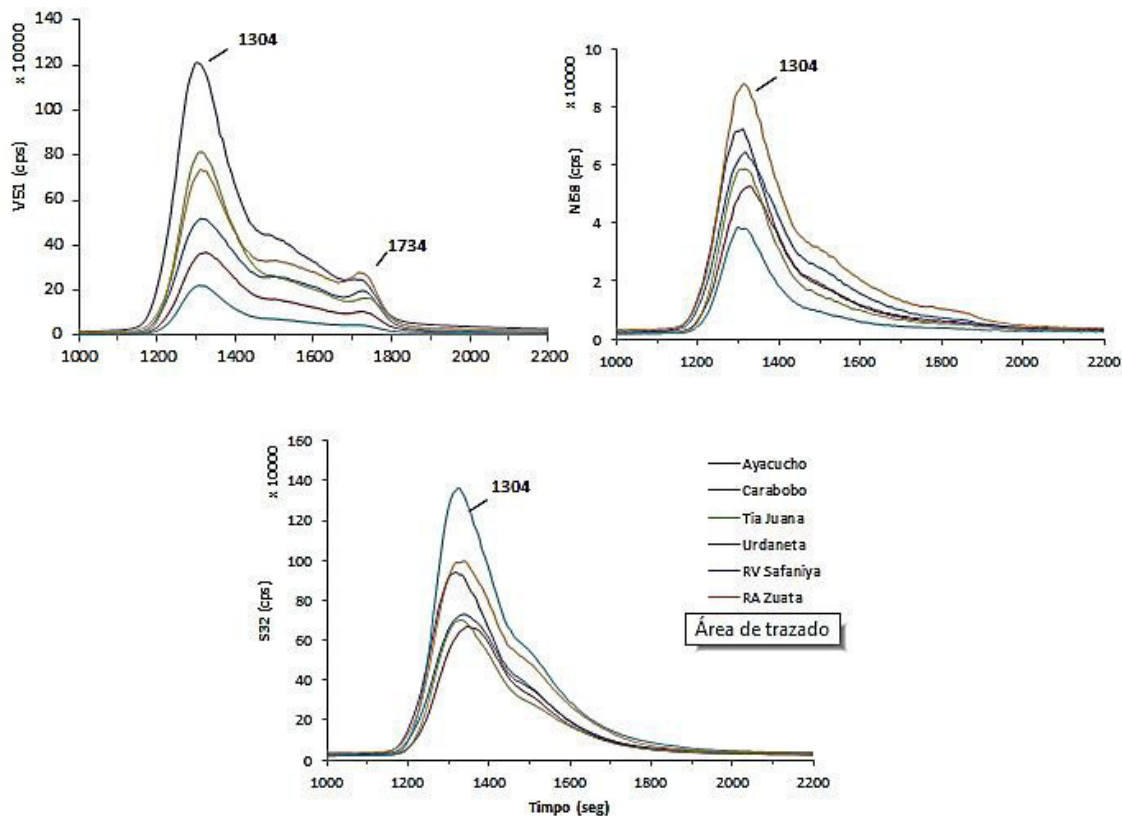 140
120
100
80
60
40
20
0
x 10000
V51 (cps)
1304
1734
1000 1200 1400 1600 1800 2000 2200
10
8
6
4
2
0
x 10000
Ni58 (cps)
1304
1000 1200 1400 1600 1800 2000 2200
160
140
120
100
80
60
40
20
0
x 10000
S32 (cps)
1304
1000 1200 1400 1600 1800 2000 2200
Timpo (seg)
Ayacucho
Carabobo
Tia Juana
Urdaneta
RV Safaniya
RA Zuata
Área de trazado